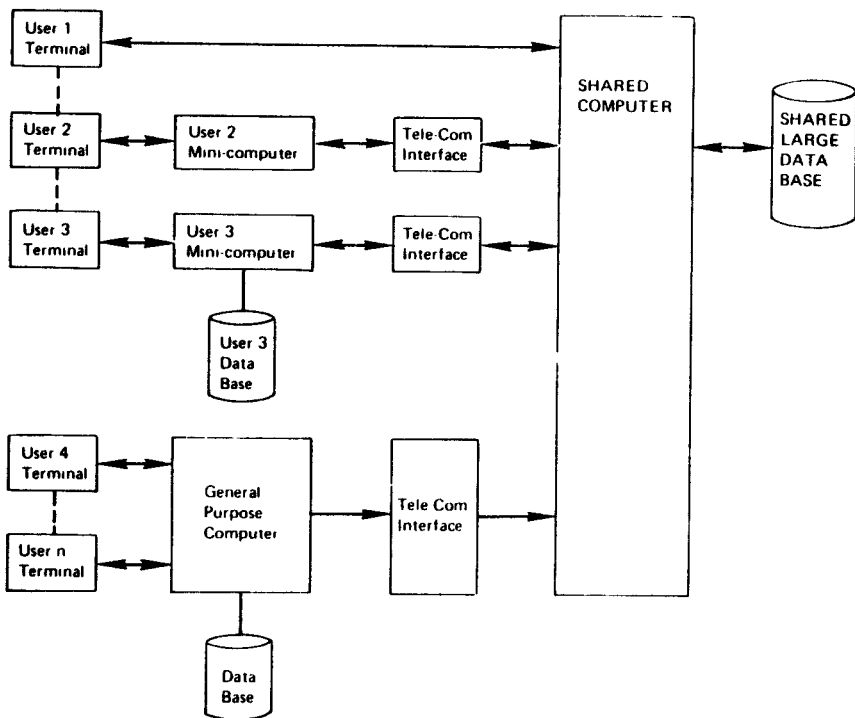 User 1
Terminal
SHARED
COMPUTER
SHARED
LARGE
DATA
BASE
User 2
Terminal
User 2
Mini-computer
Tele-Com
Interface
User 3
Terminal
User 3
Mini-computer
Tele-Com
Interface
User 3
Data
Base
User 4
Terminal
General
Purpose
Computer
Tele Com
Interface
User n
Terminal
Data
Base